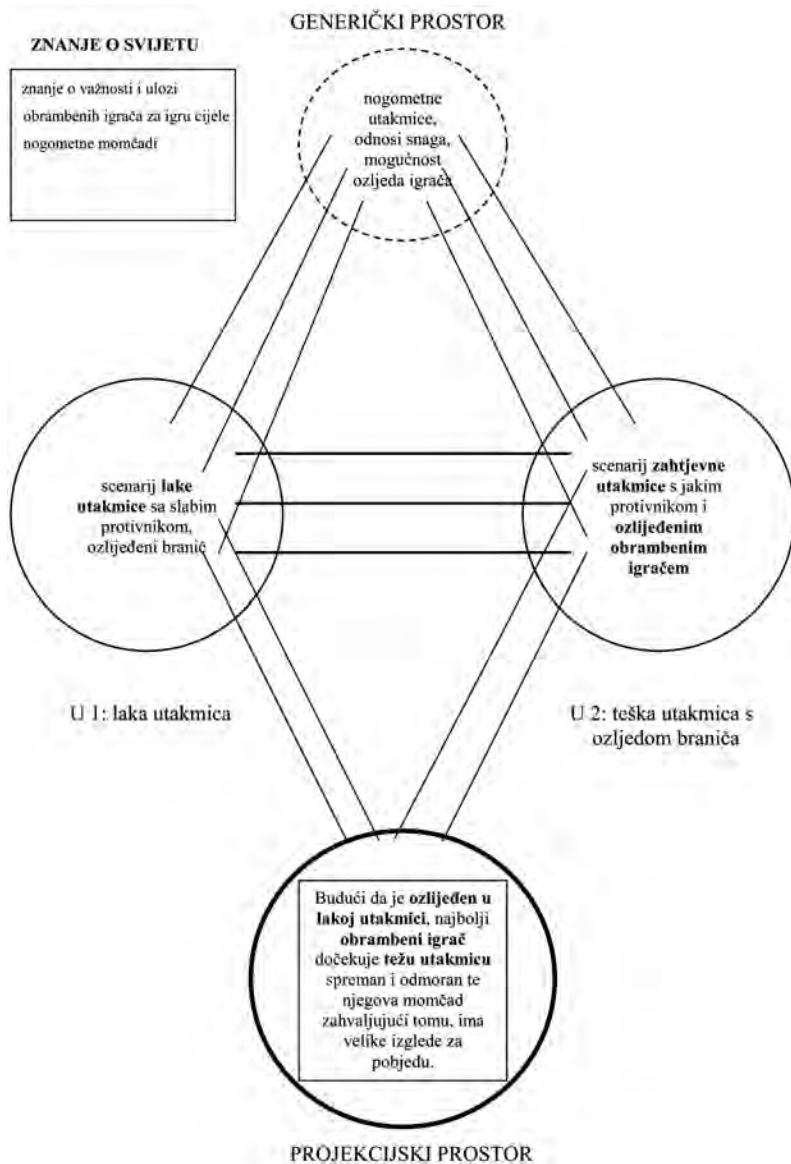 GENERIČKI PROSTOR
ZNANJE O SVIJETU
znanje o važnosti i ulozi
obrambenih igrača za igru cijele
nogometne momčadi
nogometne
utakmice,
odnosi snaga,
mogučnost
ozljeda igrača
scenarij lake
utakmice sa slabim
protivnikom,
ozlijeđeni branič
scenarij zahtjevne
utakmice s jakim
protivnikom i
ozlijeđenim
obrambenim
igračem
U 1: laka utakmica
U 2: teška utakmica s
ozljedom braniča
Budući da je ozlijeđen u
lakoj utakmici, najbolji
obrambeni igrač
dočekuje težu utakmicu
spreman i odmoran te
njegova momčad
zahvaljujući tomu, ima
velike izglede za
pobjedu.
PROJEKCIJSKI PROSTOR